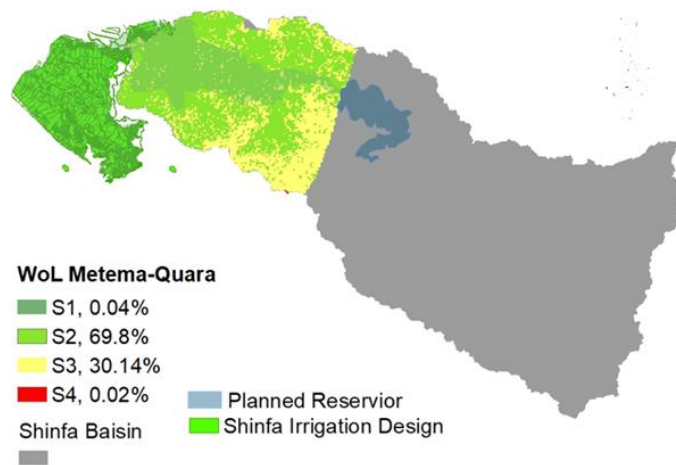 WoL Metema-Quara
S1, 0.04%
S2, 69.8%
S3, 30.14%
S4, 0.02%
Shinfa Baisin
Planned Reservior
Shinfa Irrigation Design